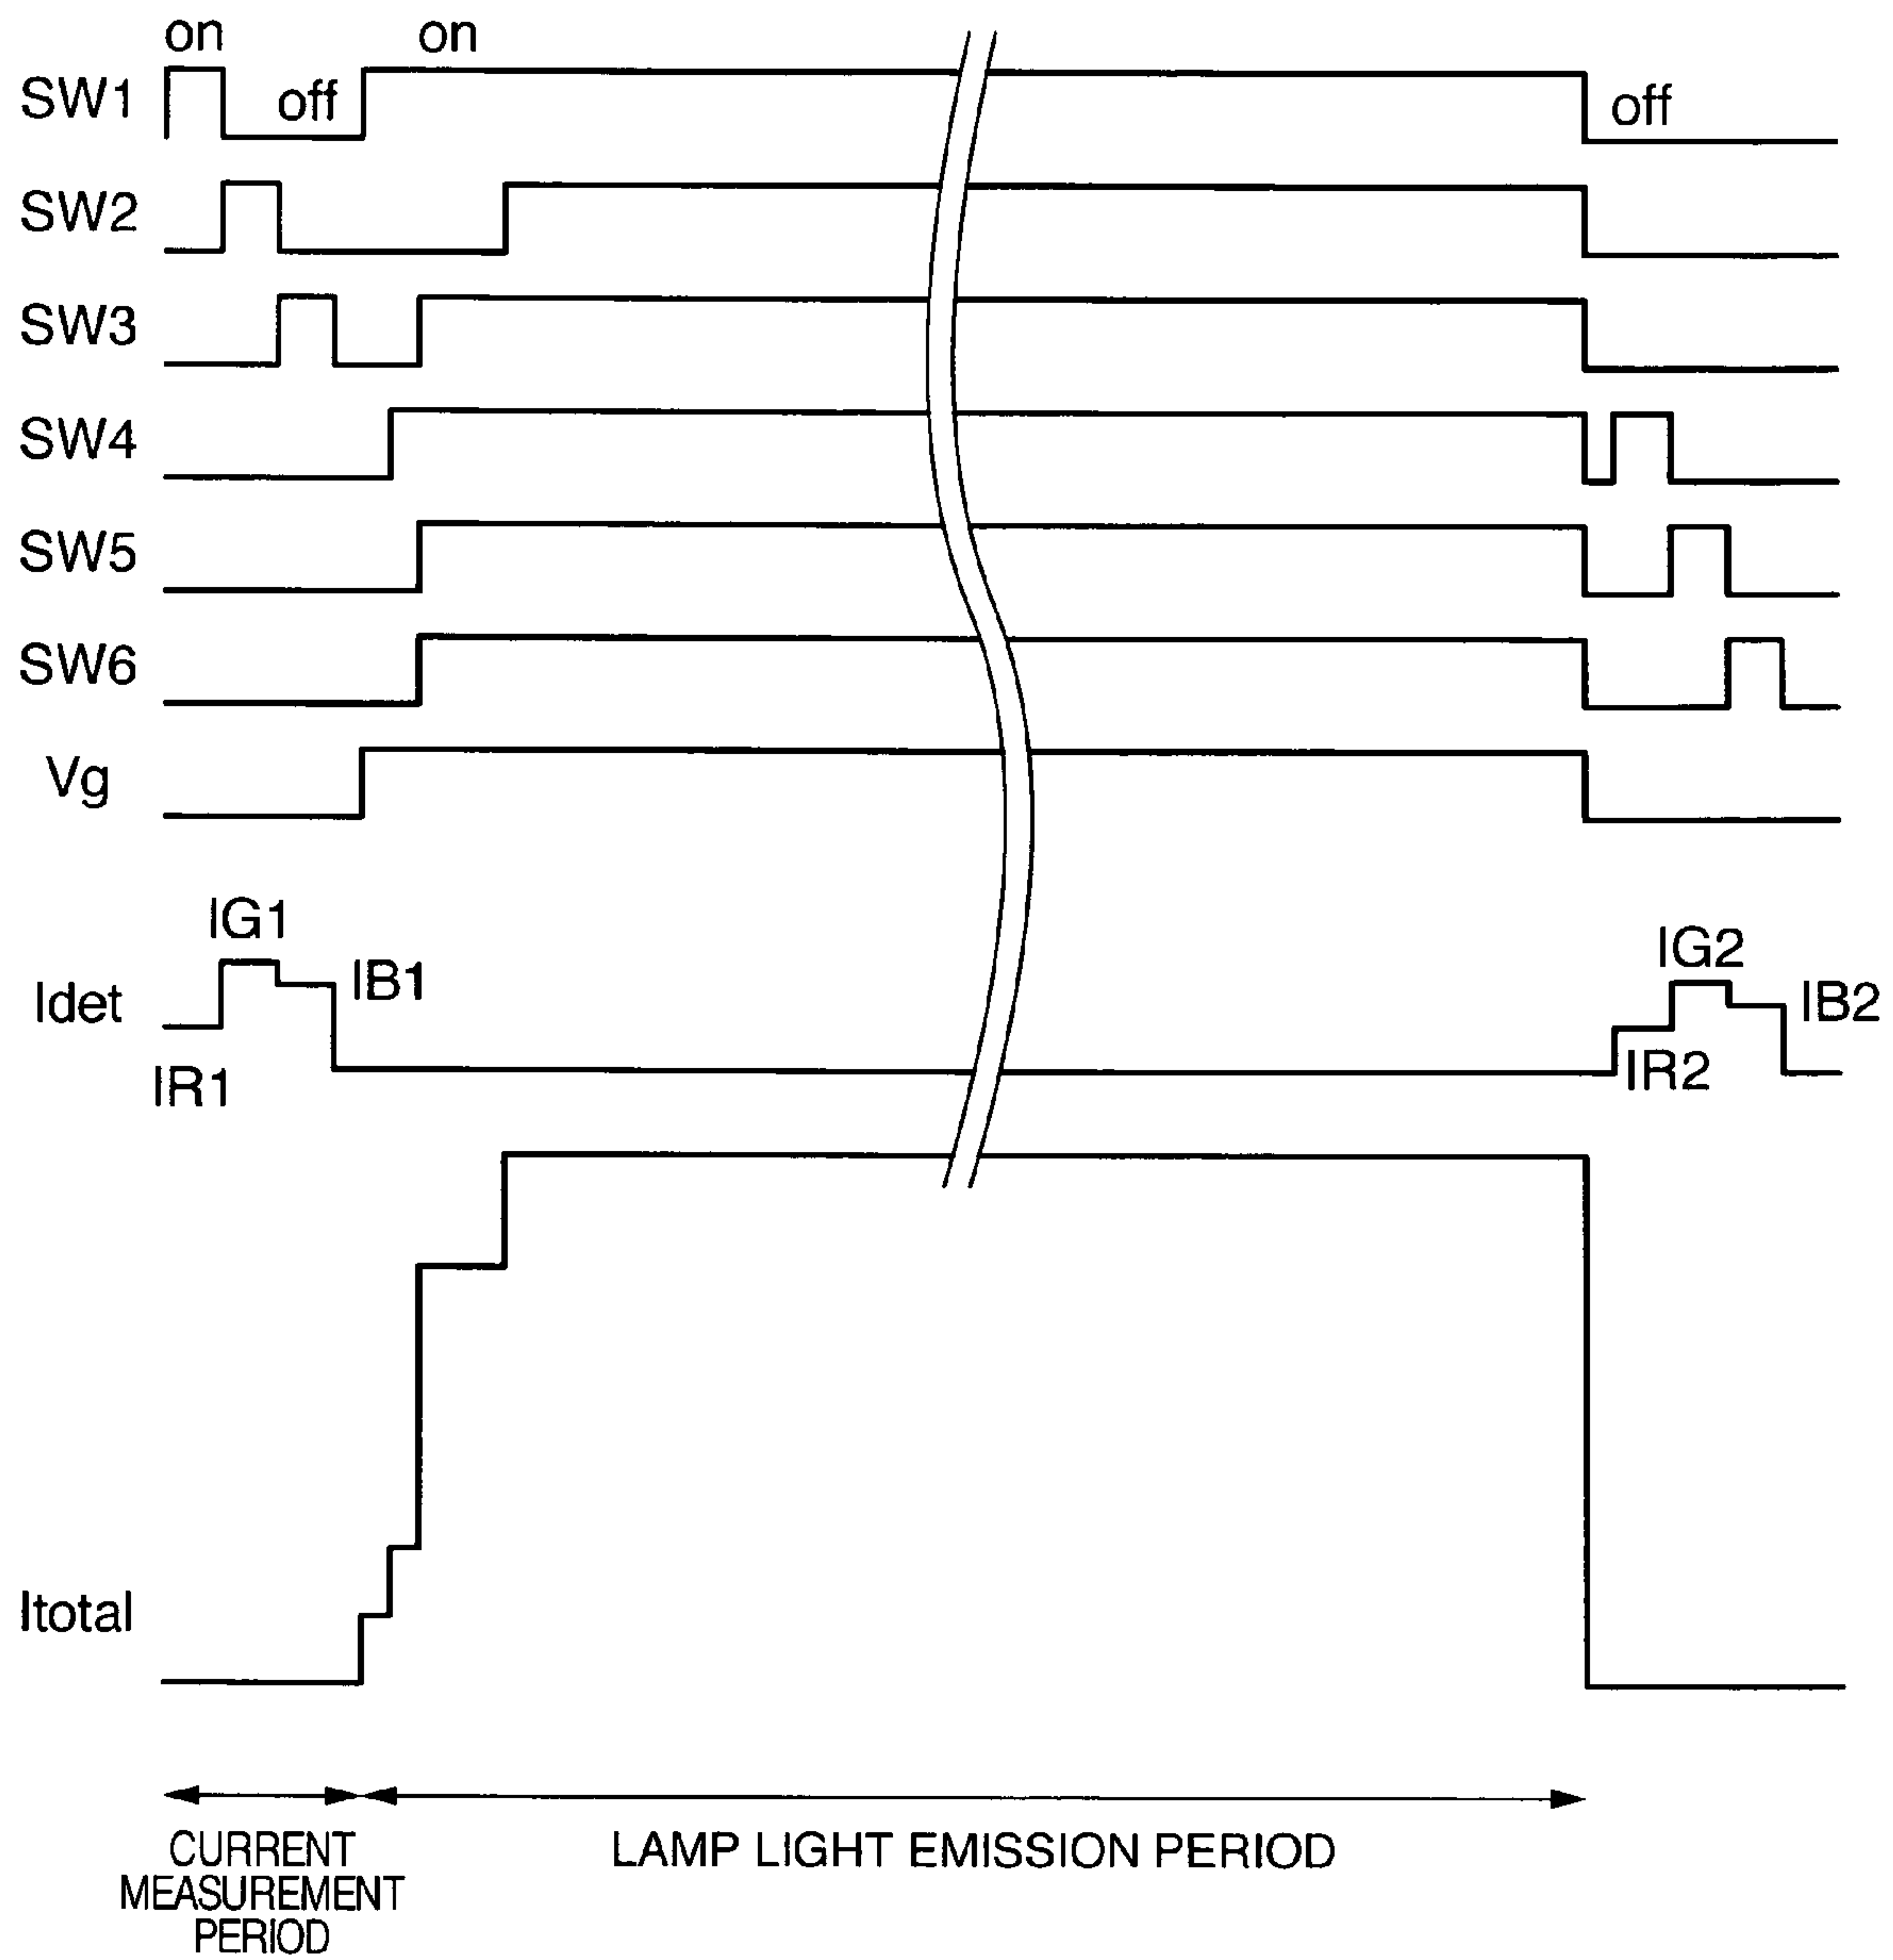 on
on
SW1
off
off
SW2
SW3
SW4
SW5
SW6
Vg
IG1
IG2
Idet
IB1
IB2
IR1
IR2
Itotal
CURRENT
MEASUREMENT
PERIOD
LAMP LIGHT EMISSION PERIOD